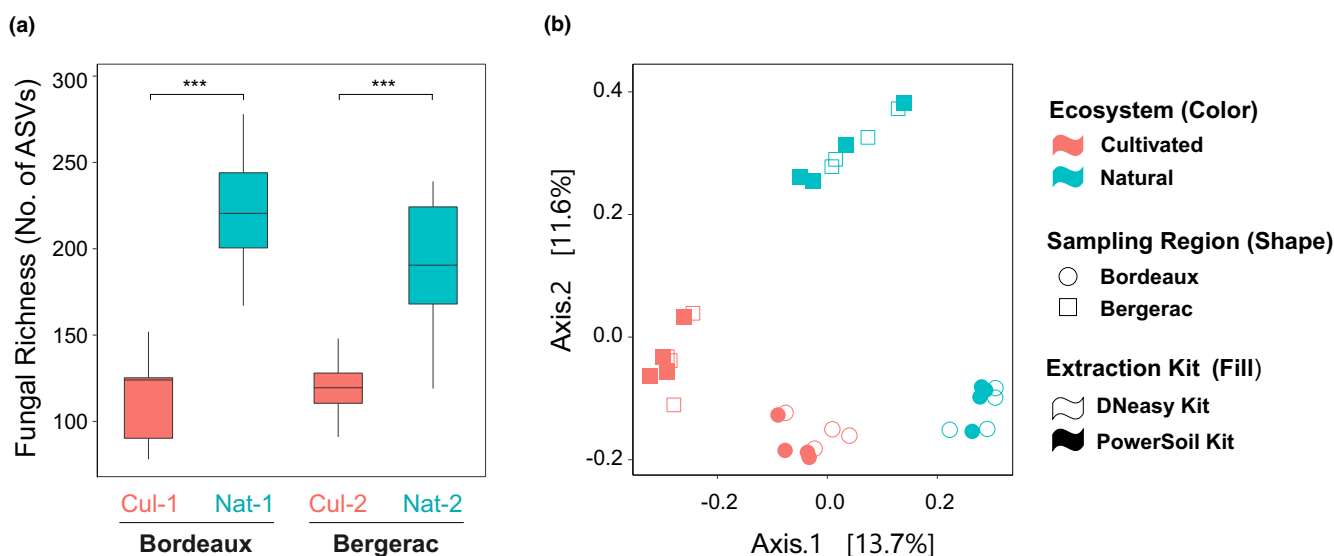 (a)
Fungal Richness (No. of ASVs)
300
250
200
150
100
***
***
Cul-1 Nat-1 Cul-2 Nat-2
Bordeaux Bergerac
(b)
Axis.2 [11.6%]
0.4
0.2
0.0
-0.2
-0.2 0.0 0.2
Axis.1 [13.7%]
Ecosystem (Color)
Cultivated
Natural
Sampling Region (Shape)
Bordeaux
Bergerac
Extraction Kit (Fill)
DNeasy Kit
PowerSoil Kit